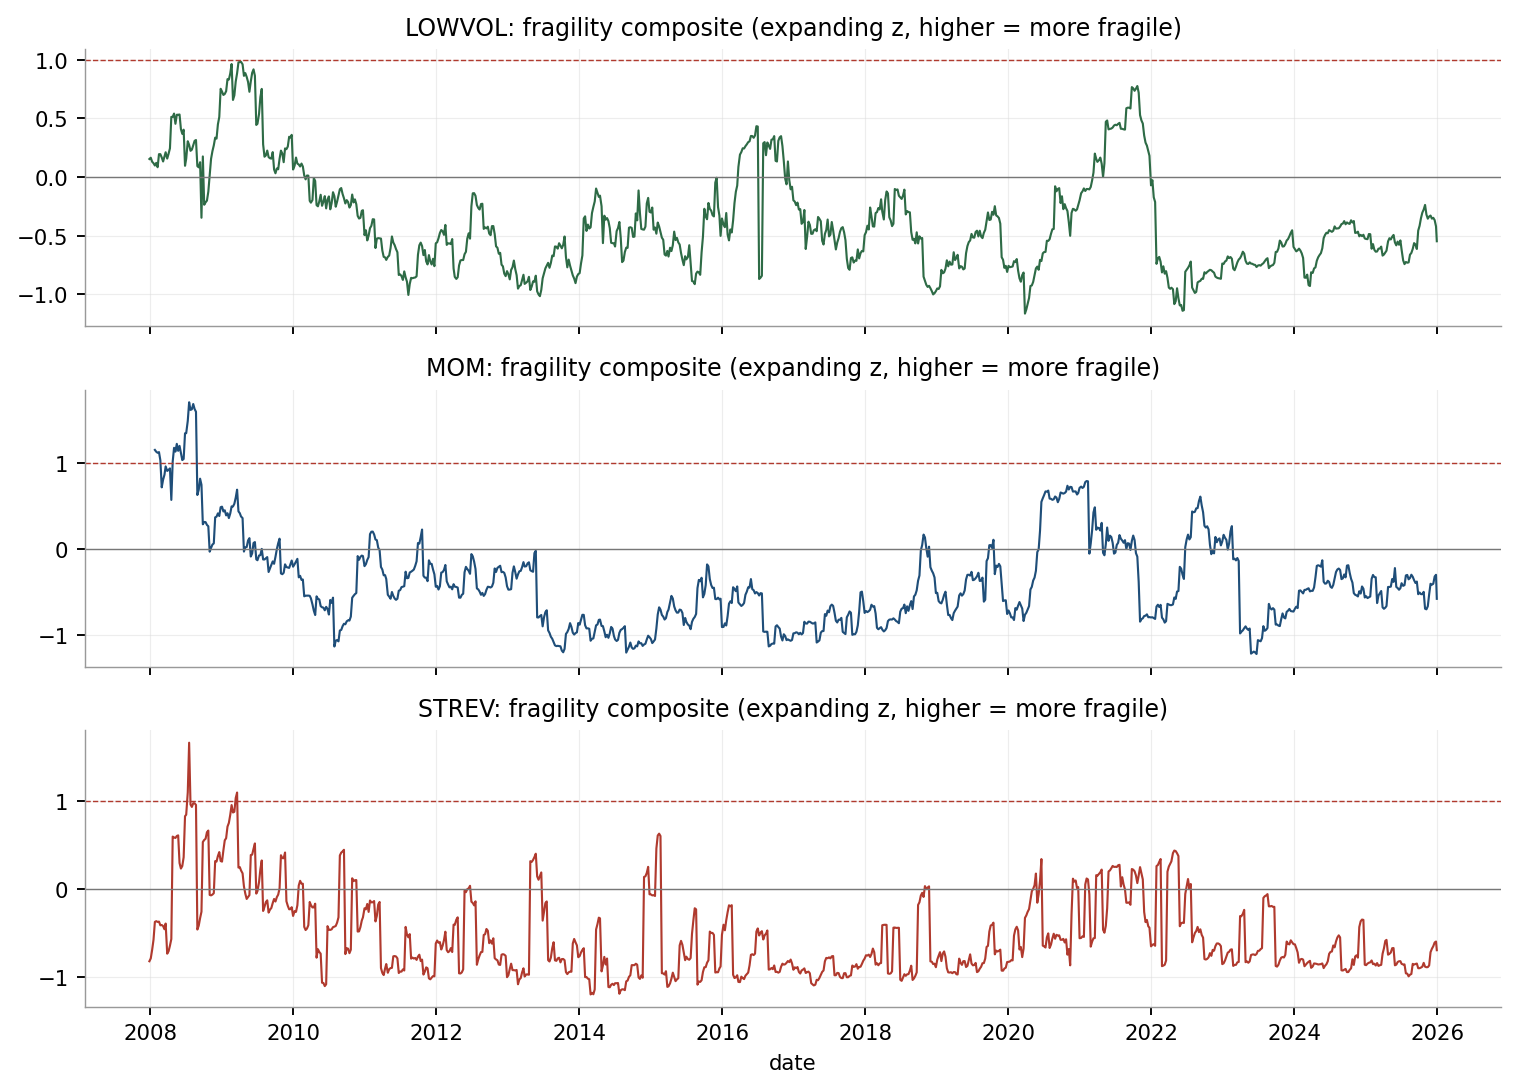 LOWVOL: fragility composite (expanding z, higher = more fragile)
1.0
0.5
0.0
−0.5
−1.0
MOM: fragility composite (expanding z, higher = more fragile)
1
0
−1
STREV: fragility composite (expanding z, higher = more fragile)
1
0
−1
2008 2010 2012 2014 2016 2018 2020 2022 2024 2026
date